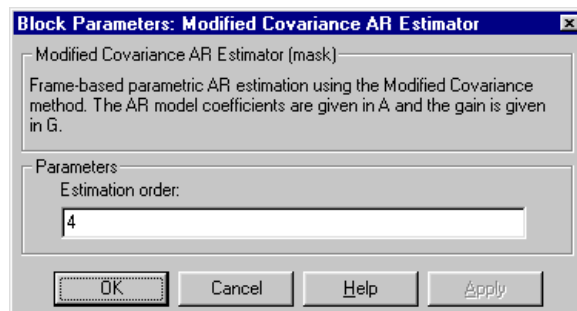 Block Parameters: Modified Covariance AR Estimator
Modified Covariance AR Estimator (mask)
Frame-based parametric AR estimation using the Modified Covariance
method. The AR model coefficients are given in A and the gain is given
in G.
Parameters
Estimation order:
4
OK
Cancel
Help
Apply